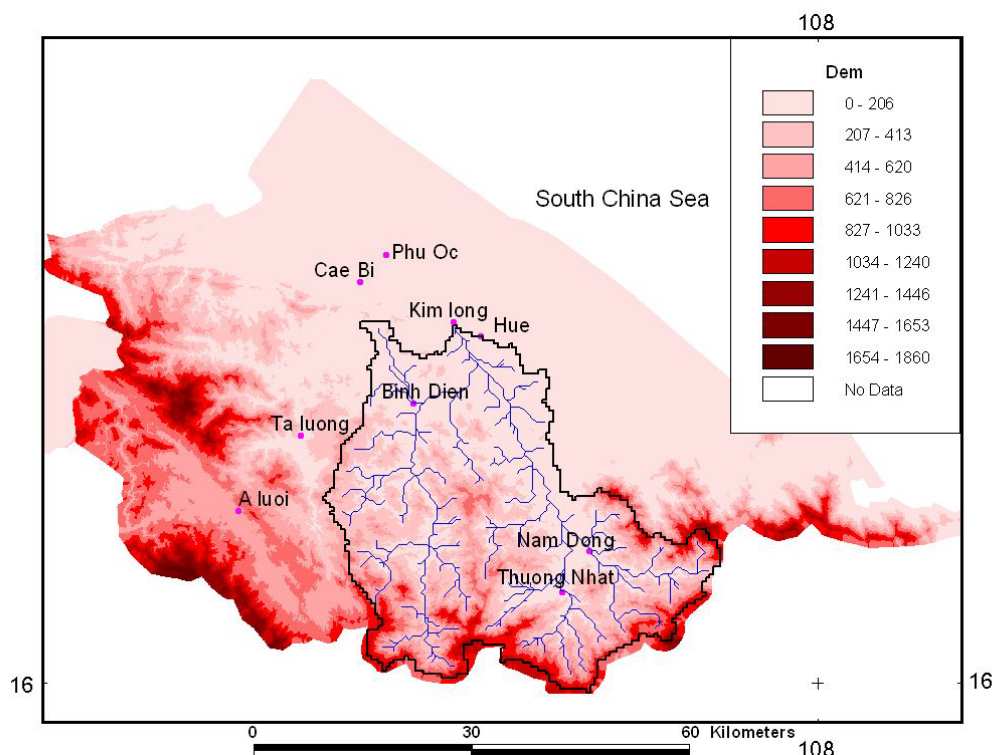 108
Dem
0 - 206
207 - 413
414 - 620
621 - 826
827 - 1033
1034 - 1240
1241 - 1446
1447 - 1653
1654 - 1860
No Data
South China Sea
Phu Oc
Cae Bi
Kim long
Hue
Binh Dien
Ta luong
A luoi
Nam Dong
Thuong Nhat
16
16
0 30 60 Kilometers
108